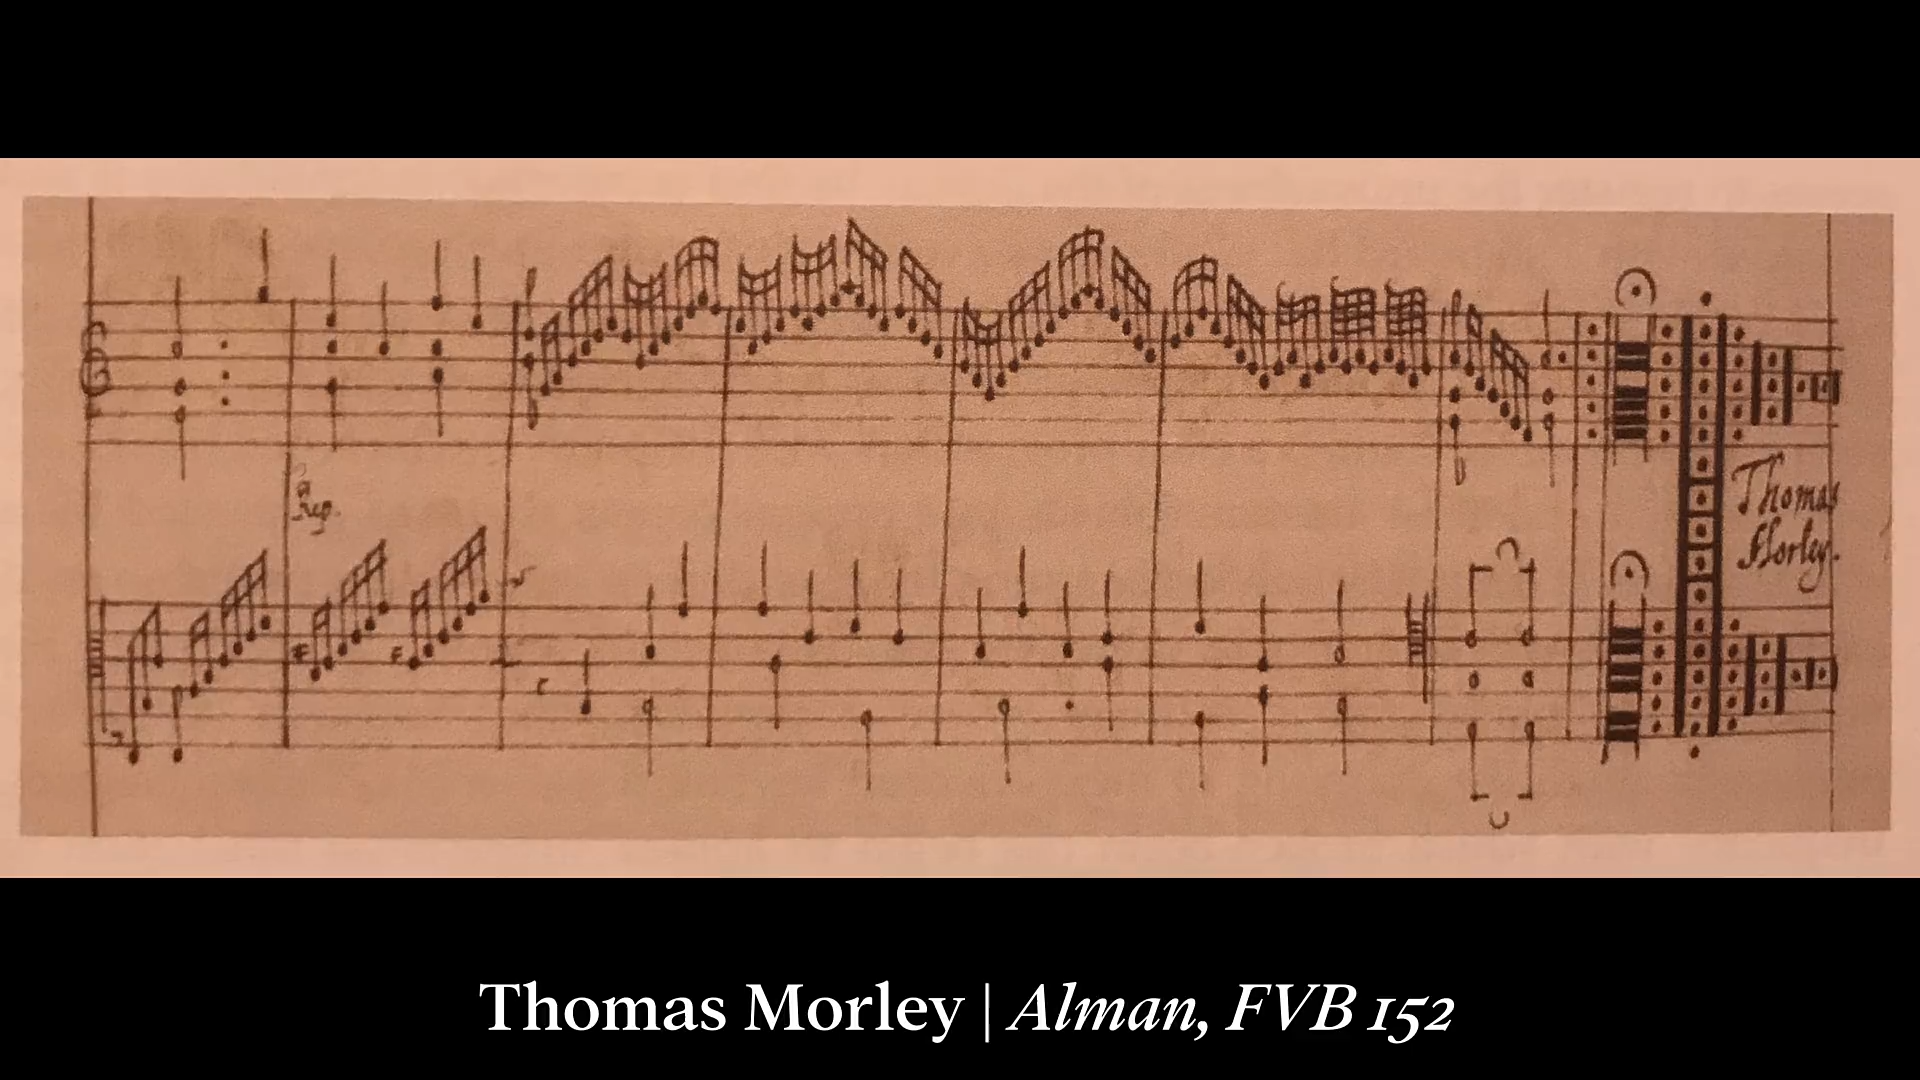 Rep.
Thomas
Morley.
Thomas Morley | Alman, FVB 152